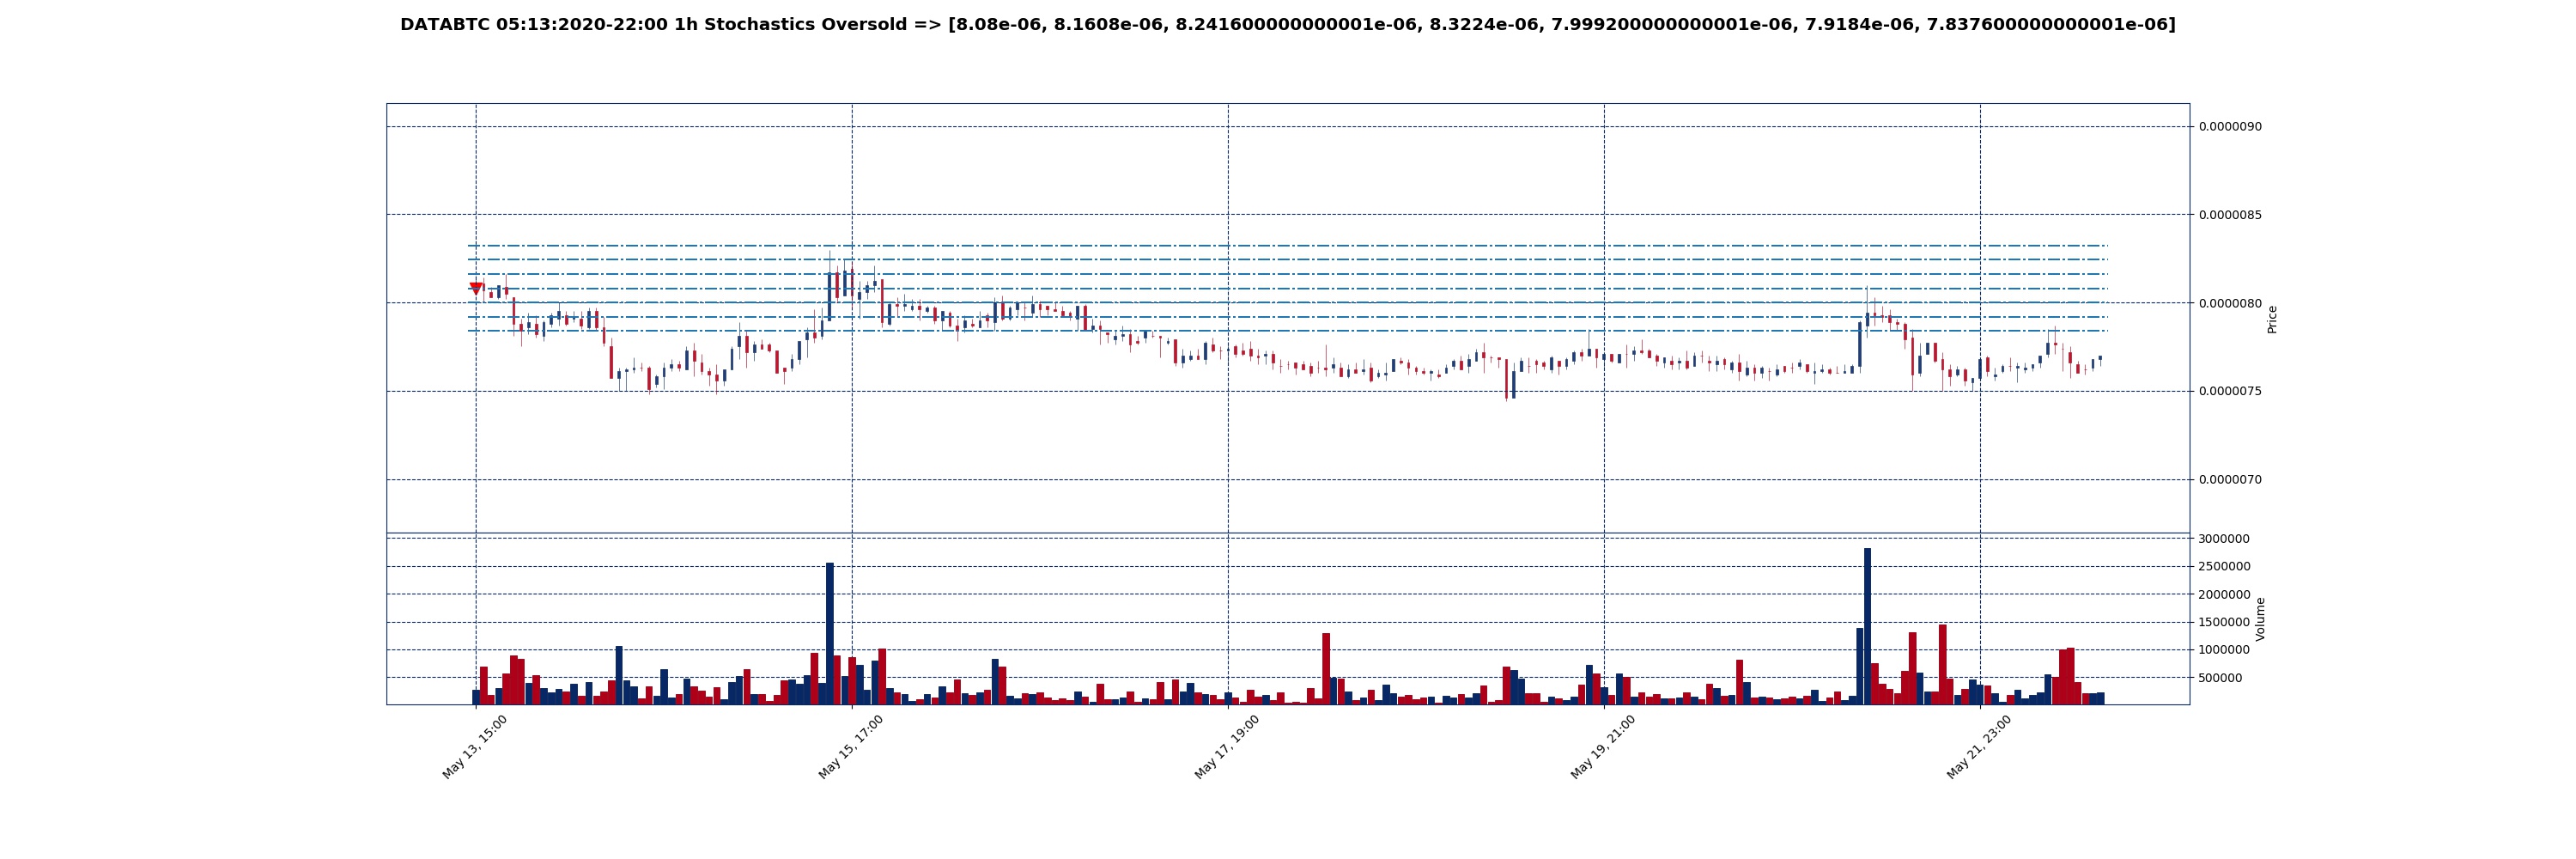 DATABTC 05:13:2020-22:00 1h Stochastics Oversold => [8.08e-06, 8.1608e-06, 8.241600000000001e-06, 8.3224e-06, 7.999200000000001e-06, 7.9184e-06, 7.837600000000001e-06]
0.0000090
0.0000085
0.0000080
Price
0.0000075
0.0000070
3000000
2500000
2000000
1500000
Volume
1000000
500000
May 13, 15:00
May 15, 17:00
May 17, 19:00
May 19, 21:00
May 21, 23:00